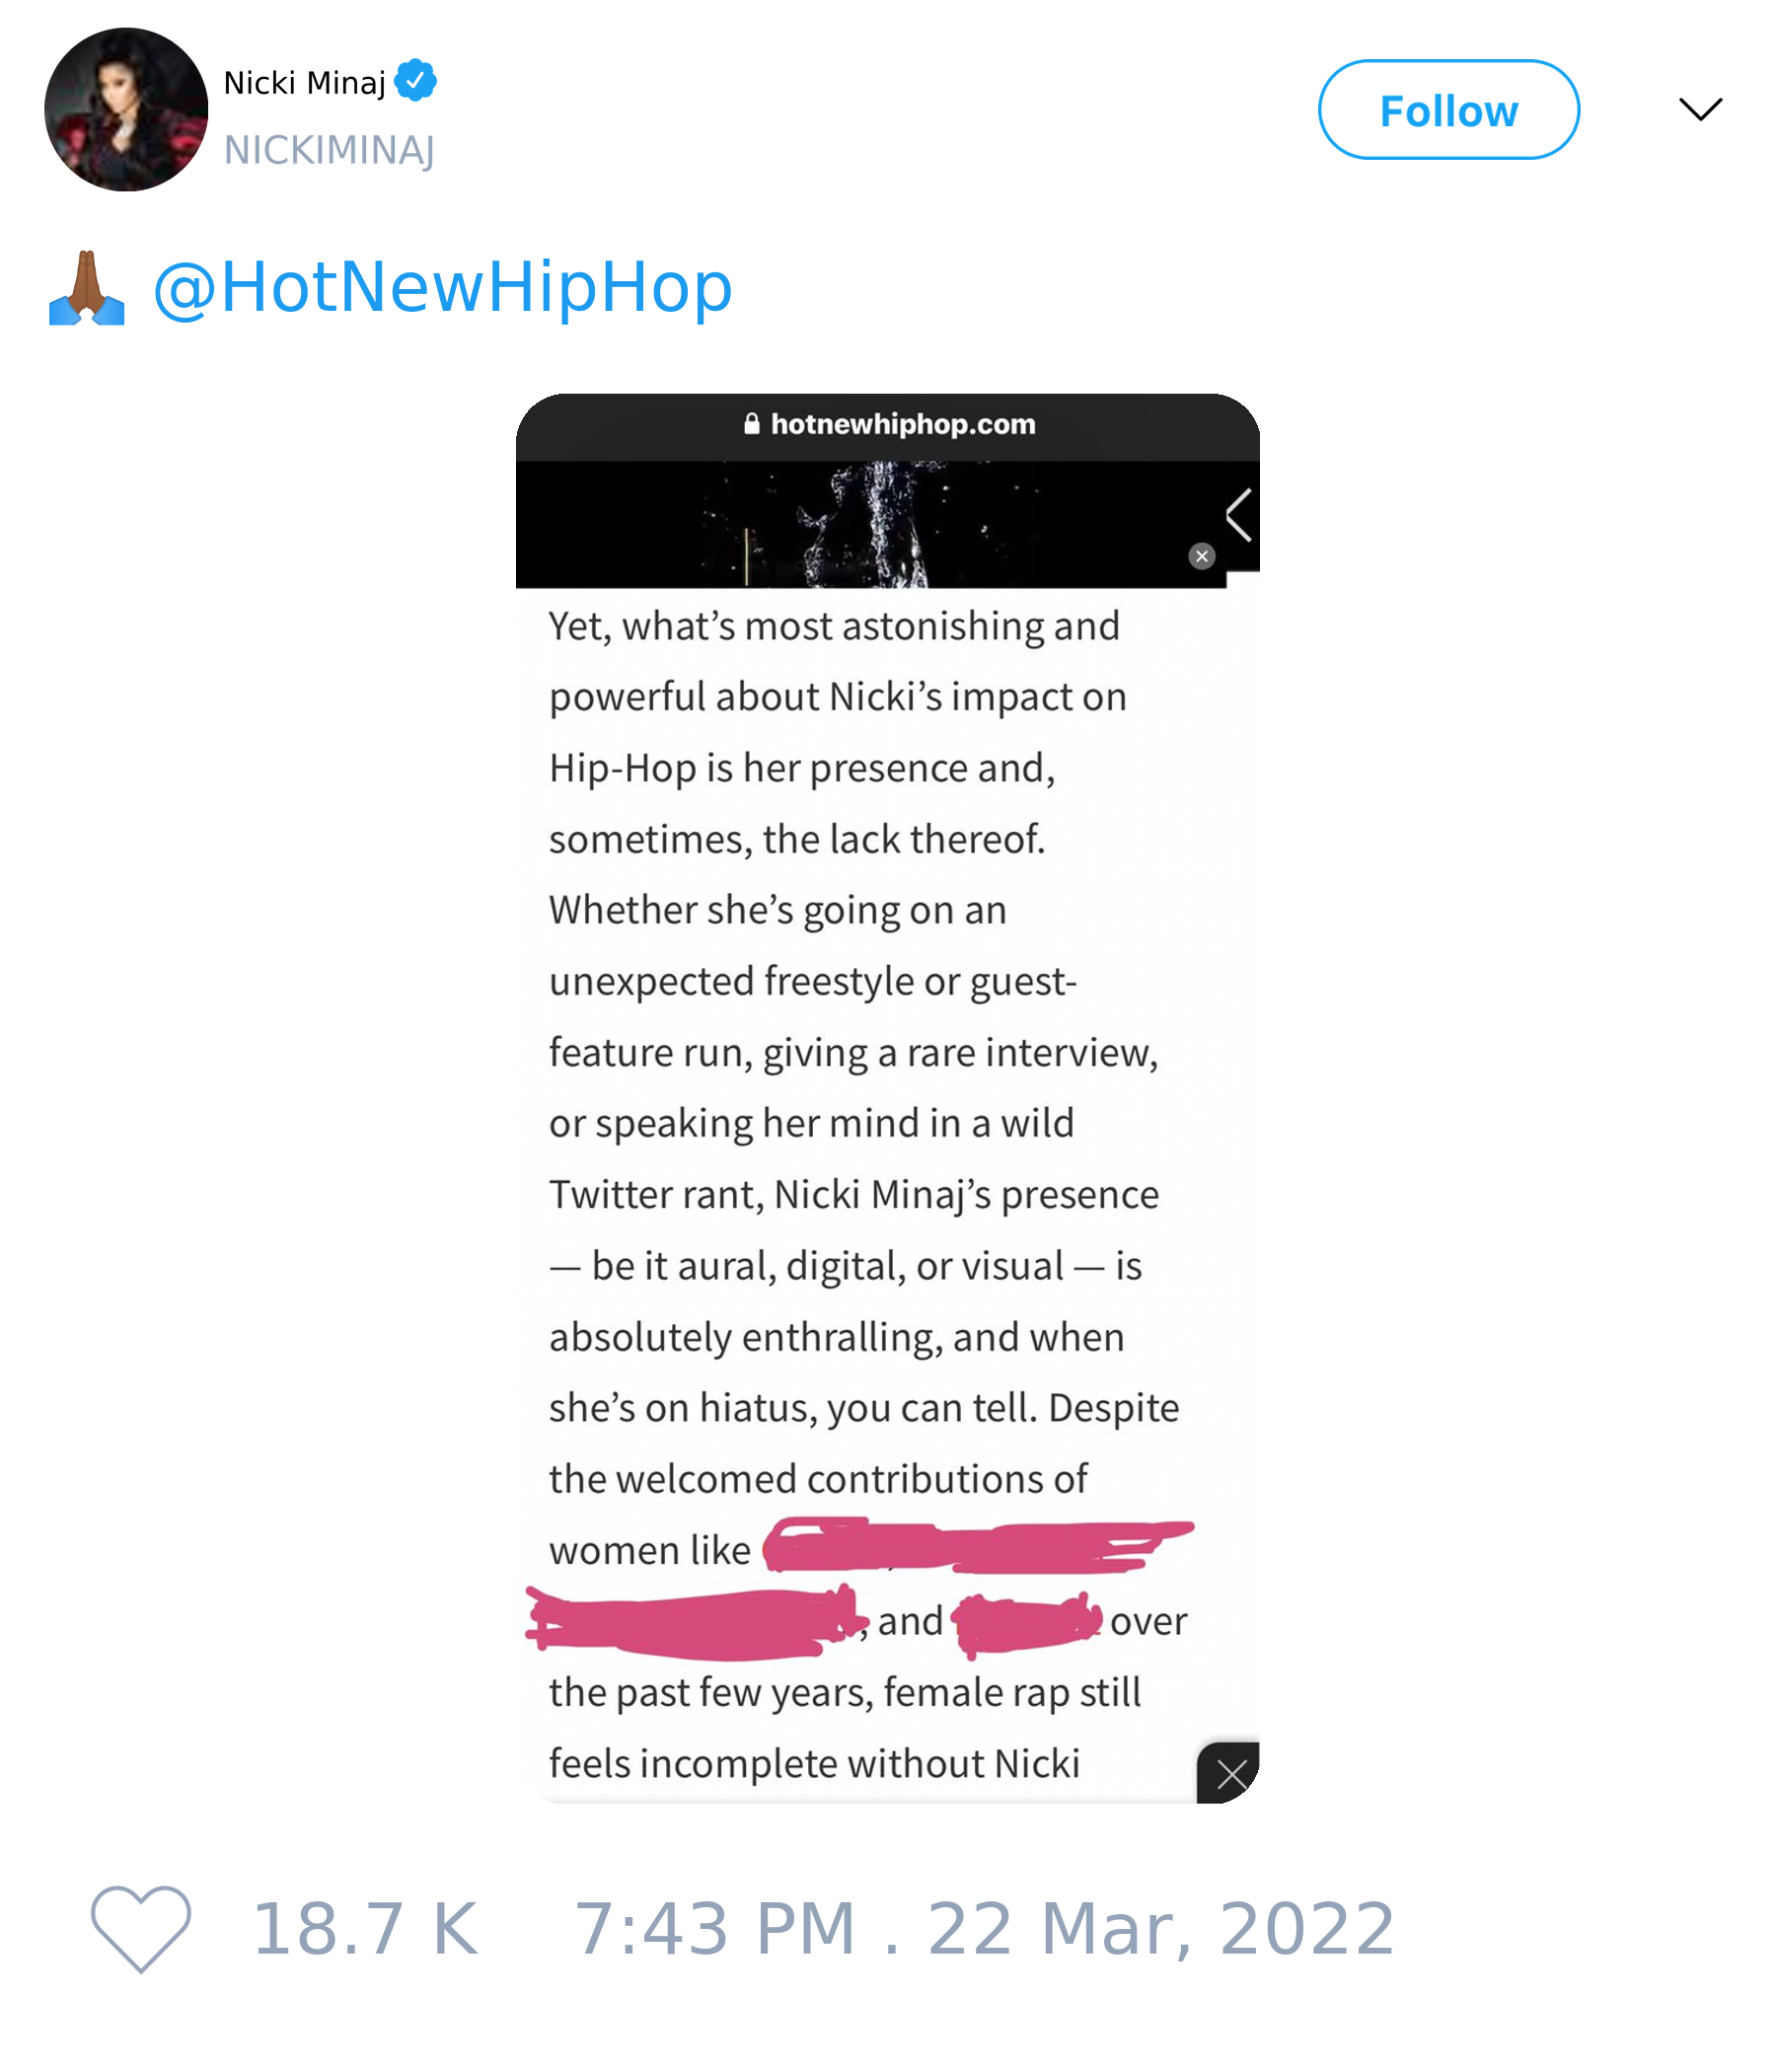 Nicki Minaj
NICKIMINAJ
Follow
🙏🏾 @HotNewHipHop
hotnewhiphop.com
Yet, what’s most astonishing and
powerful about Nicki’s impact on
Hip-Hop is her presence and,
sometimes, the lack thereof.
Whether she’s going on an
unexpected freestyle or guest-
feature run, giving a rare interview,
or speaking her mind in a wild
Twitter rant, Nicki Minaj’s presence
— be it aural, digital, or visual — is
absolutely enthralling, and when
she’s on hiatus, you can tell. Despite
the welcomed contributions of
women like
, and over
the past few years, female rap still
feels incomplete without Nicki
18.7 K 7:43 PM . 22 Mar, 2022